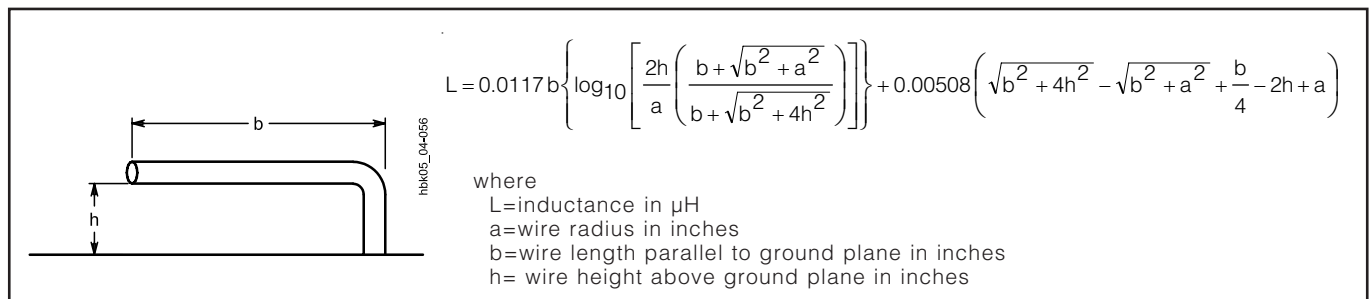 b
h
hbk05_04-056
L = 0.0117 b { log10 [ 2h/a ( (b + √(b² + a²)) / (b + √(b² + 4h²)) ) ] } + 0.00508 ( √(b² + 4h²) − √(b² + a²) + b/4 − 2h + a )
where
L=inductance in µH
a=wire radius in inches
b=wire length parallel to ground plane in inches
h= wire height above ground plane in inches